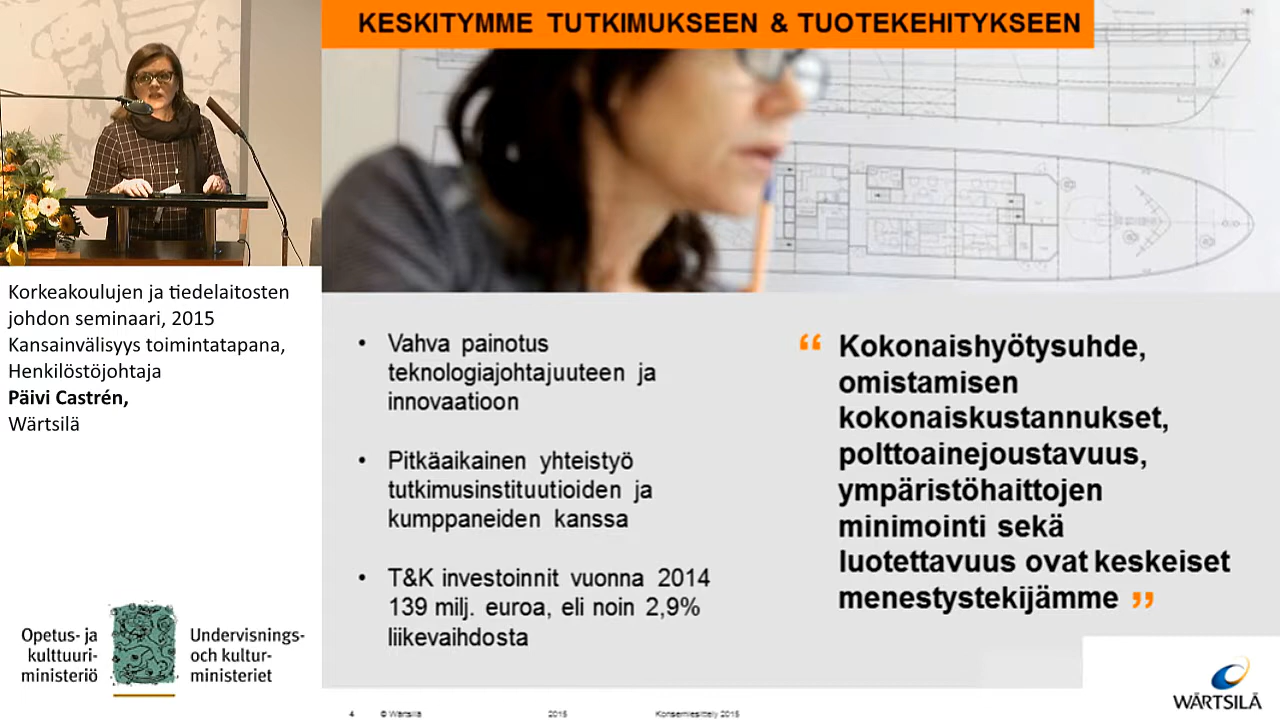 KESKITYMME TUTKIMUKSEEN & TUOTEKEHITYKSEEN
Korkeakoulujen ja tiedelaitosten
johdon seminaari, 2015
Kansainvälisyys toimintatapana,
Henkilöstöjohtaja
Päivi Castrén,
Wärtsilä
• Vahva painotus
teknologiajohtajuuteen ja
innovaatioon
• Pitkäaikainen yhteistyö
tutkimusinstituutioiden ja
kumppaneiden kanssa
• T&K investoinnit vuonna 2014
139 milj. euroa, eli noin 2,9%
liikevaihdosta
“ Kokonaishyötysuhde,
omistamisen
kokonaiskustannukset,
polttoainejoustavuus,
ympäristöhaittojen
minimointi sekä
luotettavuus ovat keskeiset
menestystekijämme ”
Opetus- ja
kulttuuri-
ministeriö
Undervisnings-
och kultur-
ministeriet
WÄRTSILÄ
4 © Wärtsilä 2015 Konserniesittely 2015